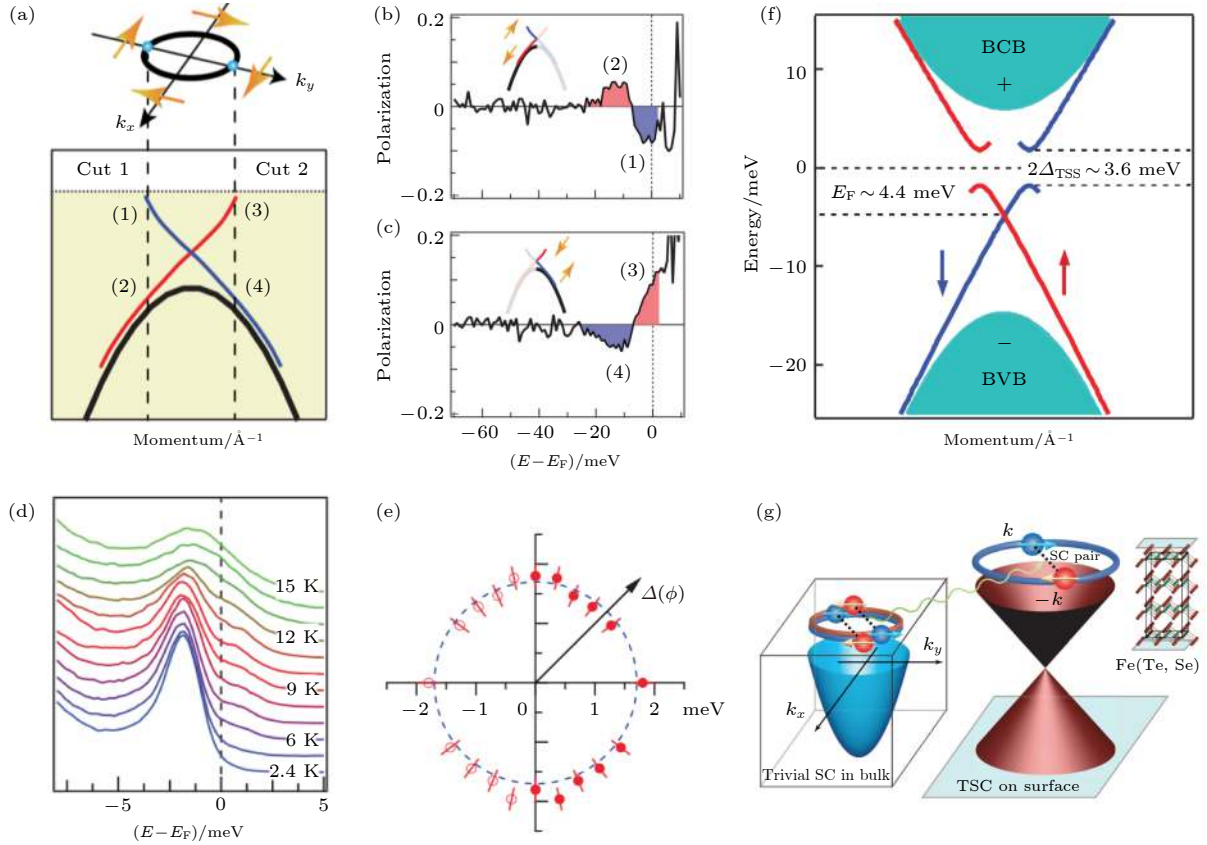 (a)
k_y
k_x
Cut 1
Cut 2
(1)
(3)
(2)
(4)
Momentum/Å⁻¹
(b)
0.2
0
−0.2
Polarization
(2)
(1)
(c)
0.2
0
−0.2
Polarization
(3)
(4)
−60
−40
−20
0
(E−E_F)/meV
(d)
15 K
12 K
9 K
6 K
2.4 K
−5
0
5
(E−E_F)/meV
(e)
Δ(ϕ)
−2
−1
0
1
2
meV
(f)
BCB
+
10
0
−10
−20
Energy/meV
2Δ_TSS ~ 3.6 meV
E_F ~ 4.4 meV
−
BVB
Momentum/Å⁻¹
(g)
k
SC pair
−k
k_y
k_x
Fe(Te, Se)
Trivial SC in bulk
TSC on surface